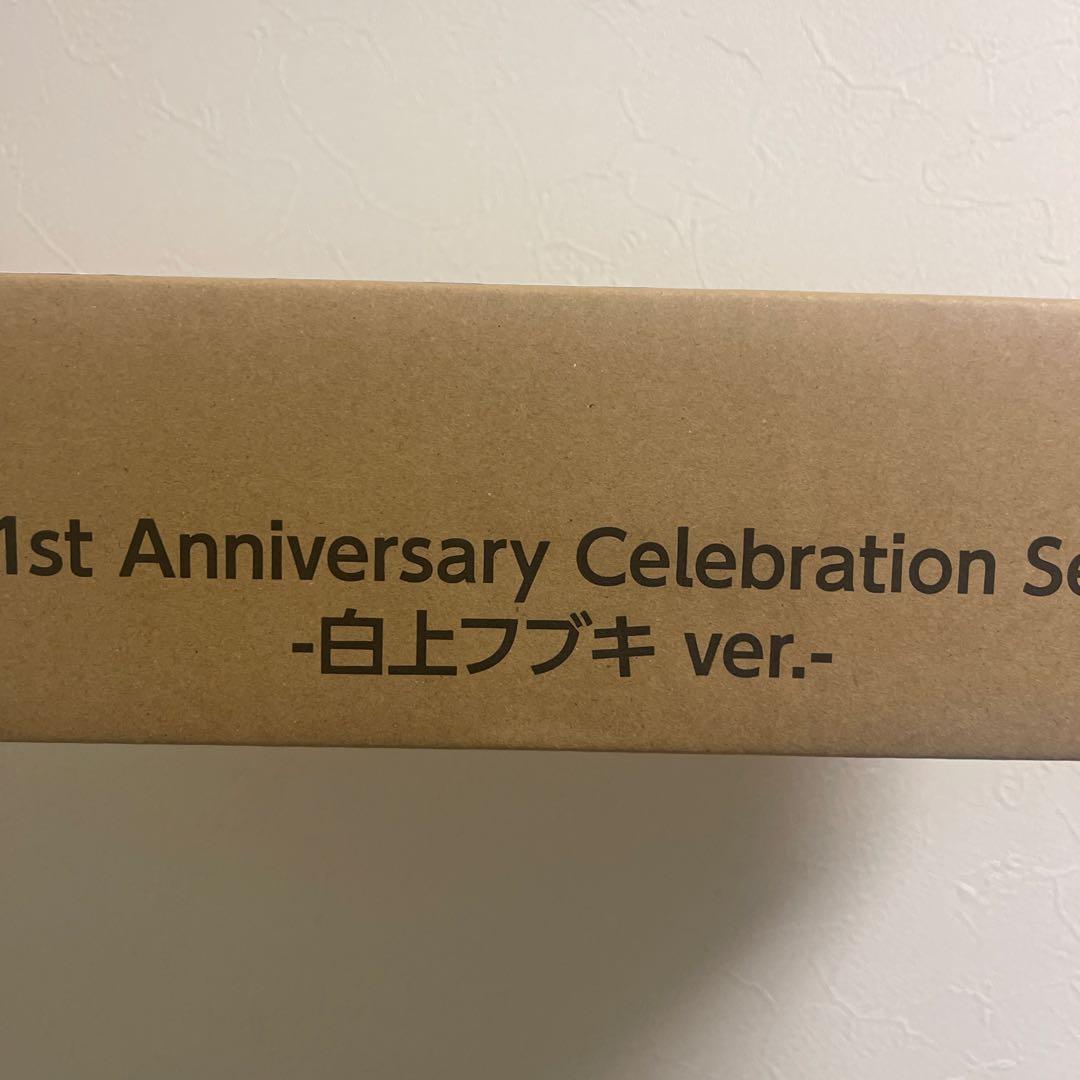 1st Anniversary Celebration Se
-白上フブキ ver.-